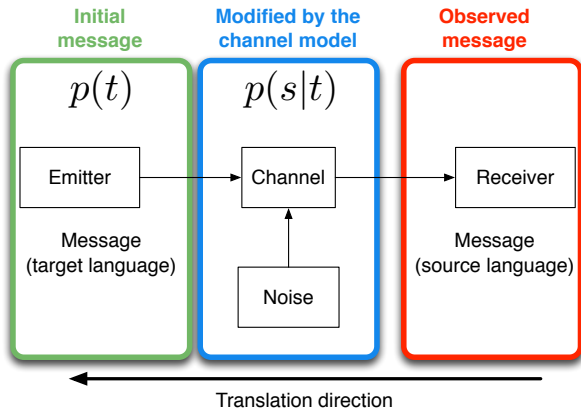 Initial
message
Modified by the
channel model
Observed
message
p(t)
p(s|t)
Emitter
Channel
Receiver
Message
(target language)
Message
(source language)
Noise
Translation direction